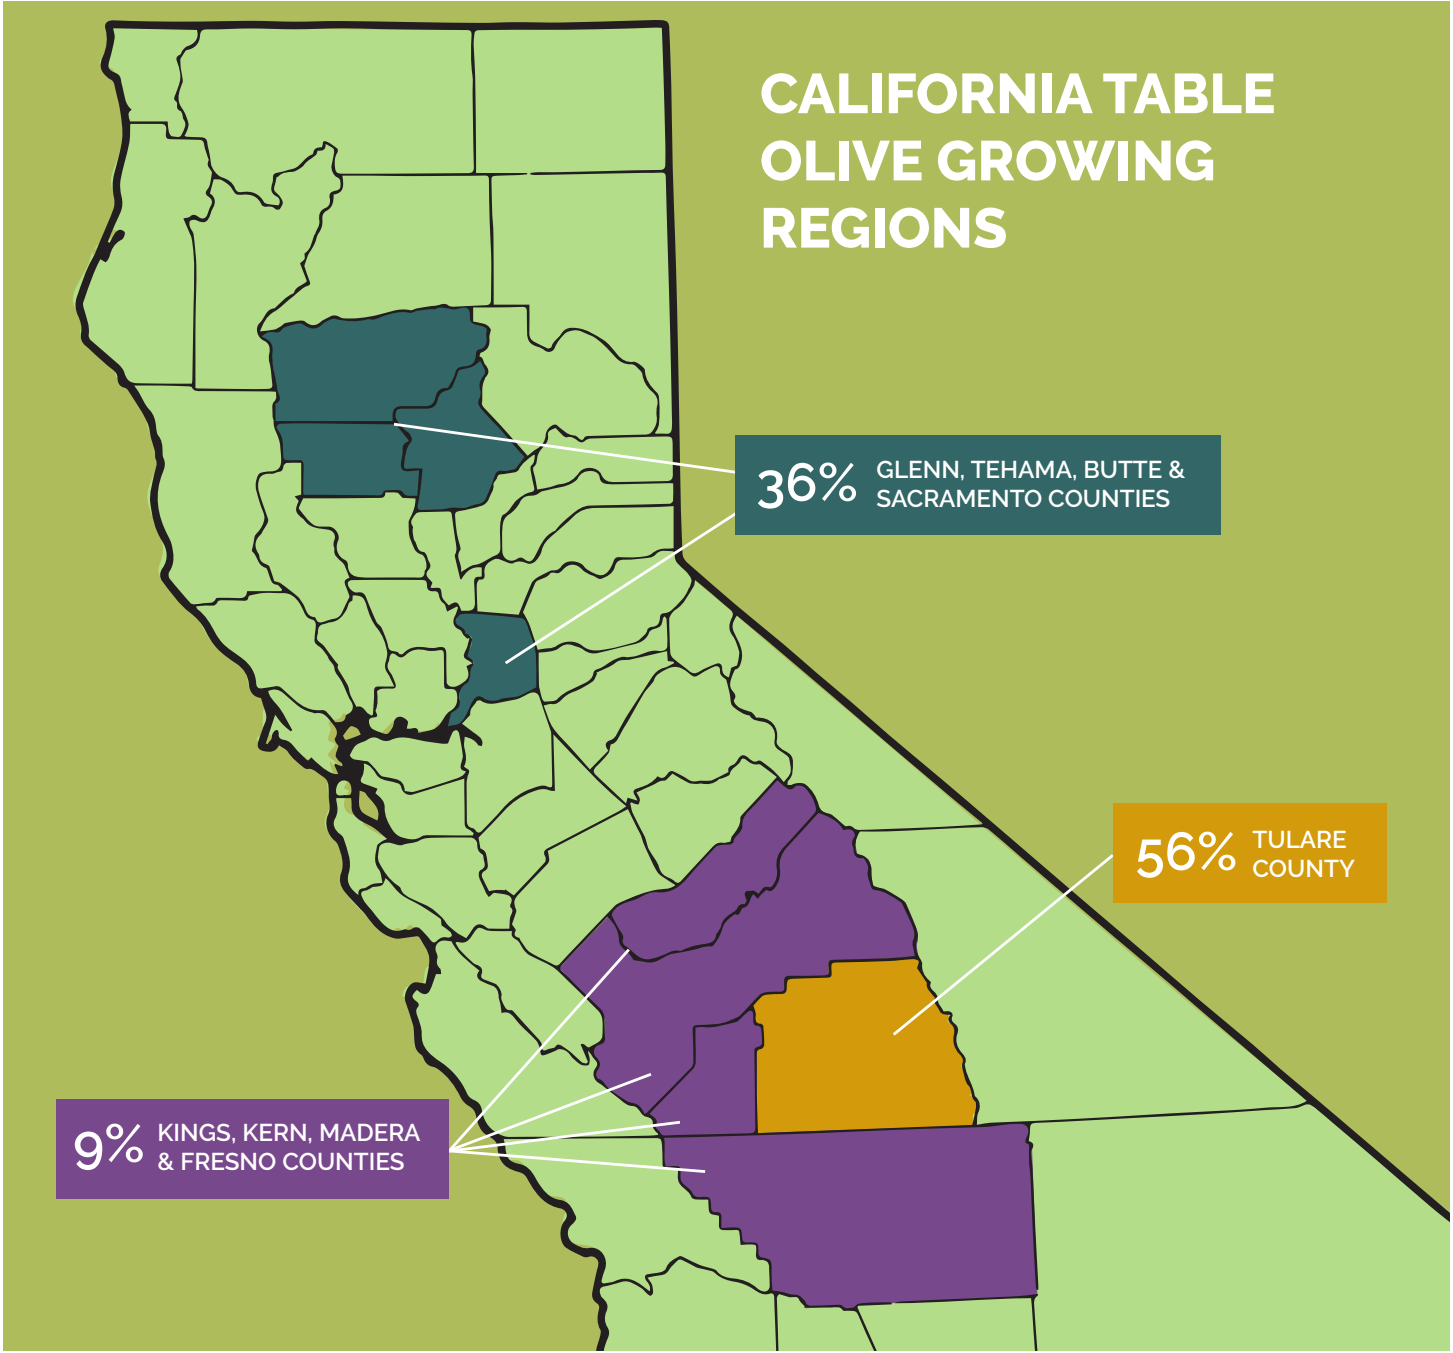 CALIFORNIA TABLE
OLIVE GROWING
REGIONS
36%
GLENN, TEHAMA, BUTTE &
SACRAMENTO COUNTIES
56%
TULARE
COUNTY
9%
KINGS, KERN, MADERA
& FRESNO COUNTIES